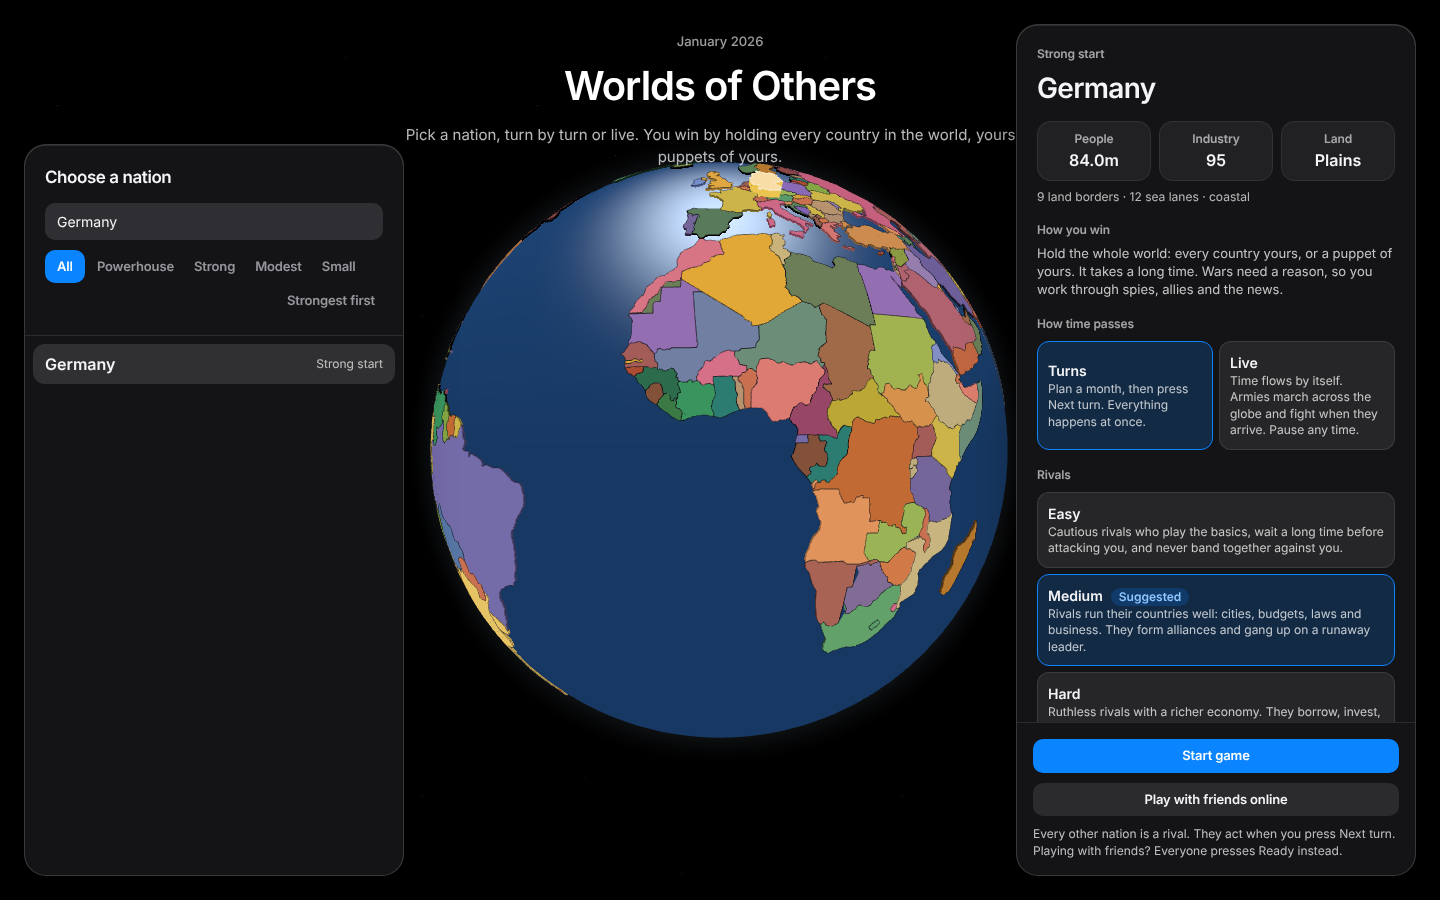 January 2026
Worlds of Others
Pick a nation, turn by turn or live. You win by holding every country in the world, yours
puppets of yours.
Choose a nation
Germany
All
Powerhouse
Strong
Modest
Small
Strongest first
Germany
Strong start
Strong start
Germany
People
84.0m
Industry
95
Land
Plains
9 land borders · 12 sea lanes · coastal
How you win
Hold the whole world: every country yours, or a puppet of
yours. It takes a long time. Wars need a reason, so you
work through spies, allies and the news.
How time passes
Turns
Plan a month, then press
Next turn. Everything
happens at once.
Live
Time flows by itself.
Armies march across the
globe and fight when they
arrive. Pause any time.
Rivals
Easy
Cautious rivals who play the basics, wait a long time before
attacking you, and never band together against you.
Medium
Suggested
Rivals run their countries well: cities, budgets, laws and
business. They form alliances and gang up on a runaway
leader.
Hard
Ruthless rivals with a richer economy. They borrow, invest,
Start game
Play with friends online
Every other nation is a rival. They act when you press Next turn.
Playing with friends? Everyone presses Ready instead.